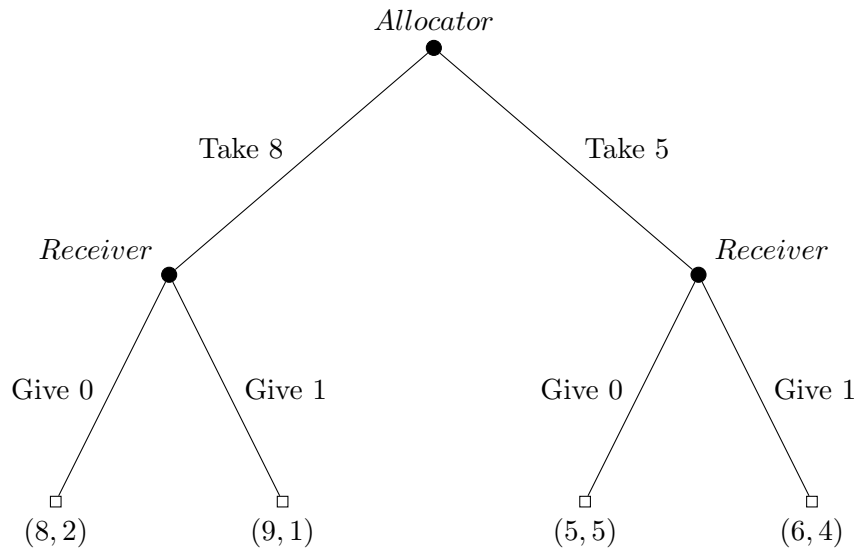 Allocator
Take 8
Take 5
Receiver
Receiver
Give 0
Give 1
Give 0
Give 1
(8, 2)
(9, 1)
(5, 5)
(6, 4)